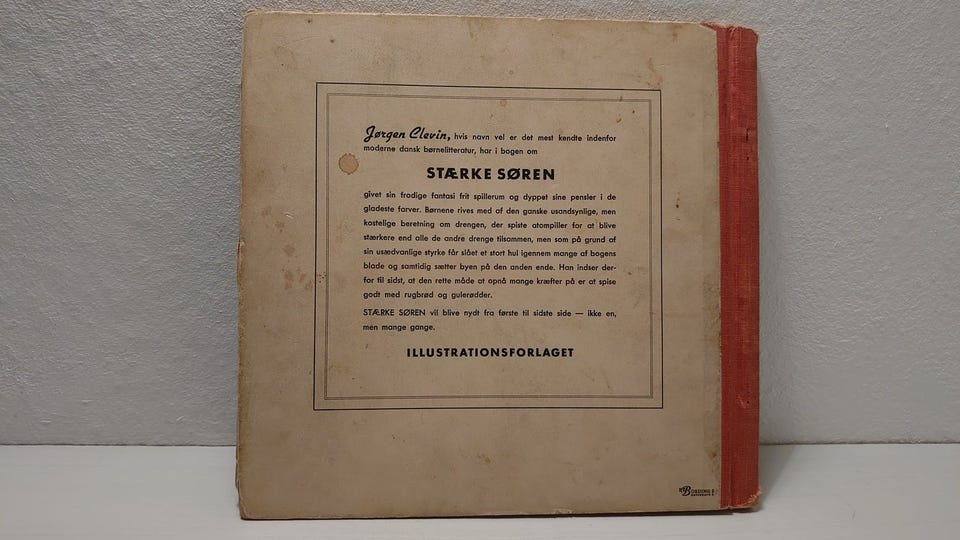 Jørgen Clevin, hvis navn vel er det mest kendte indenfor
moderne dansk børnelitteratur, har i bogen om
STÆRKE SØREN
givet sin frodige fantasi frit spillerum og dyppet sine pensler i de
gladeste farver. Børnene rives med af den ganske usandsynlige, men
kostelige beretning om drengen, der spiste atompiller for at blive
stærkere end alle de andre drenge tilsammen, men som på grund af
sin usædvanlige styrke får slået et stort hul igennem mange af bogens
blade og samtidig sætter byen på den anden ende. Han indser der-
for til sidst, at den rette måde at opnå mange kræfter på er at spise
godt med rugbrød og gulerødder.
STÆRKE SØREN vil blive nydt fra første til sidste side — ikke en,
men mange gange.
ILLUSTRATIONSFORLAGET